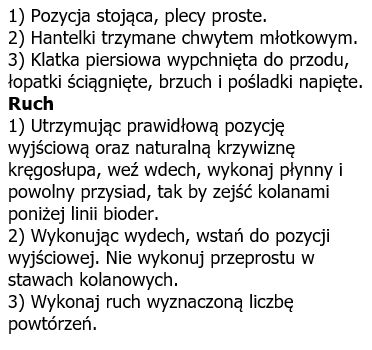 1) Pozycja stojąca, plecy proste.
2) Hantelki trzymane chwytem młotkowym.
3) Klatka piersiowa wypchnięta do przodu,
łopatki ściągnięte, brzuch i pośladki napięte.
Ruch
1) Utrzymując prawidłową pozycję
wyjściową oraz naturalną krzywiznę
kręgosłupa, weź wdech, wykonaj płynny i
powolny przysiad, tak by zejść kolanami
poniżej linii bioder.
2) Wykonując wydech, wstań do pozycji
wyjściowej. Nie wykonuj przeprostu w
stawach kolanowych.
3) Wykonaj ruch wyznaczoną liczbę
powtórzeń.